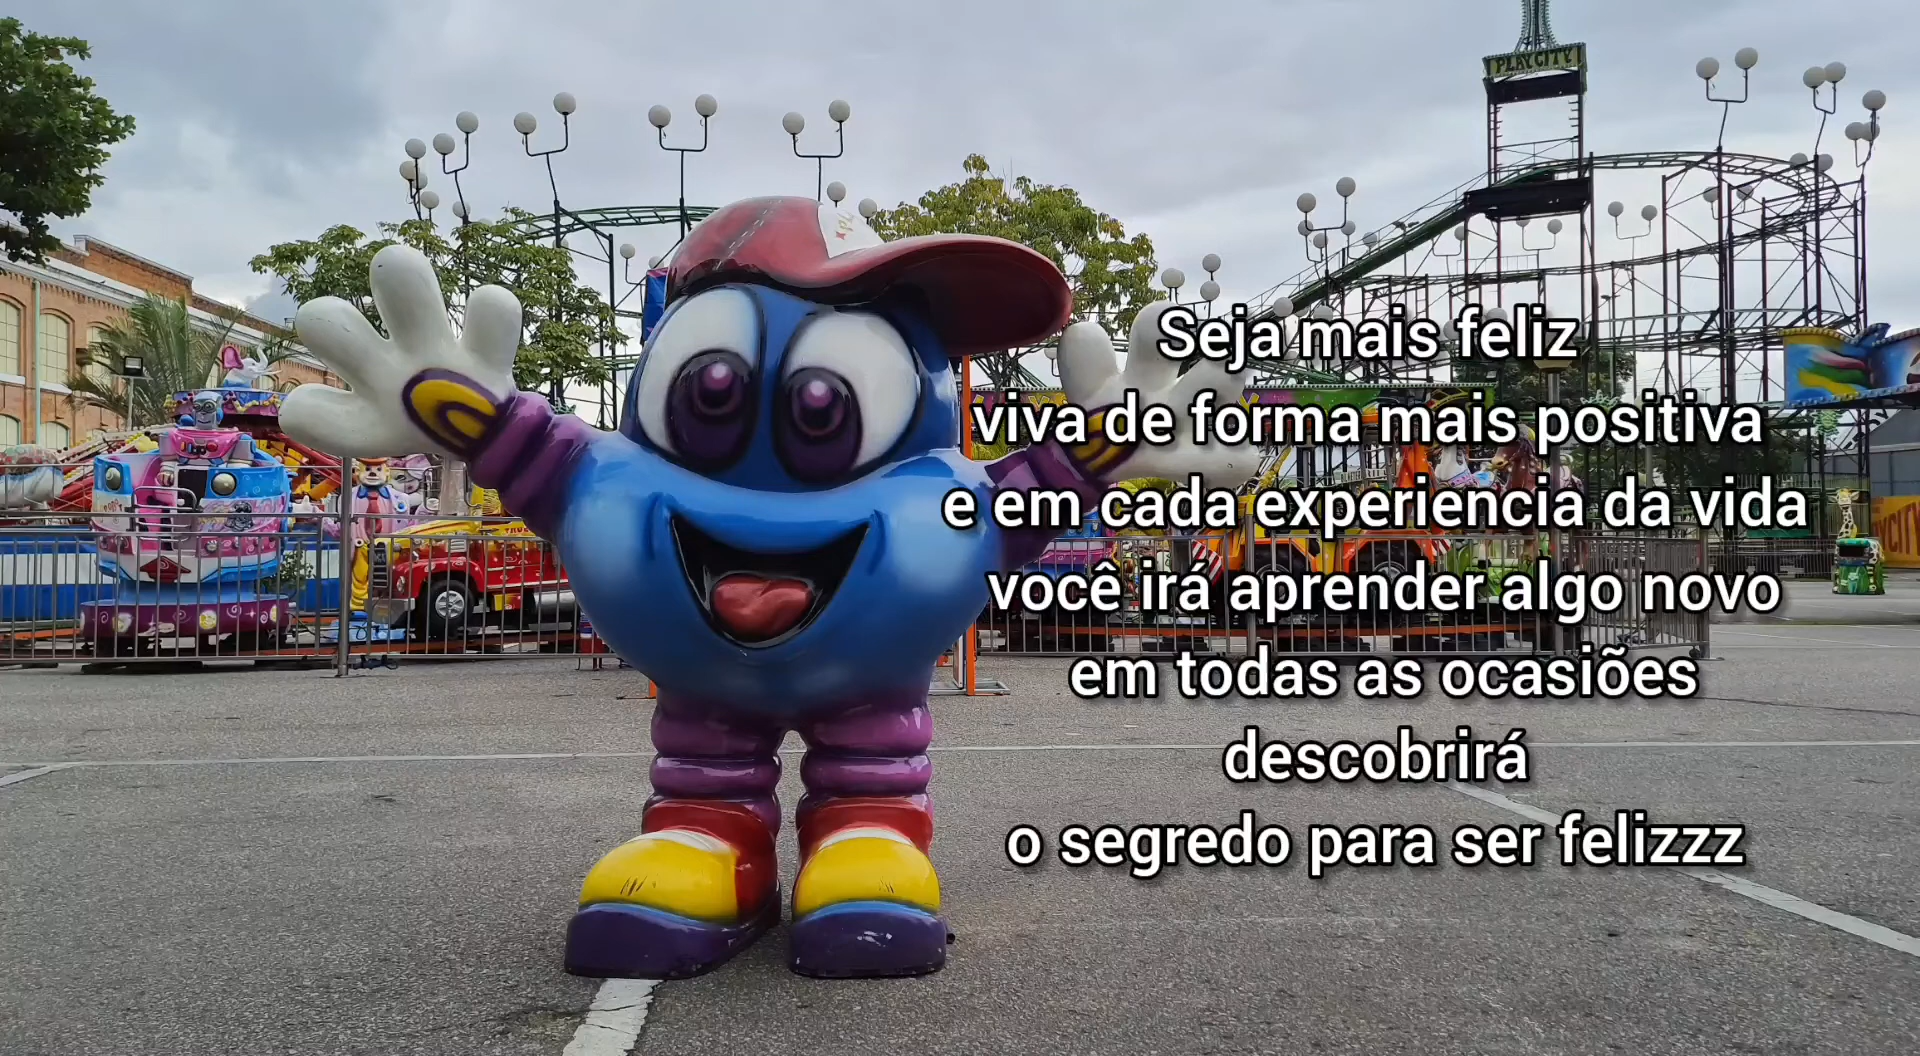 PLAYCITY
Seja mais feliz
viva de forma mais positiva
e em cada experiencia da vida
você irá aprender algo novo
em todas as ocasiões
descobrirá
o segredo para ser felizzz